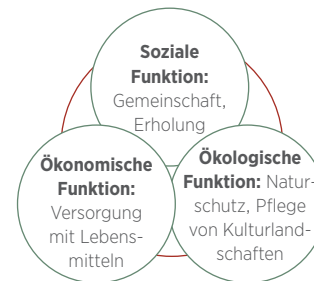 Soziale
Funktion:
Gemeinschaft,
Erholung
Ökonomische
Funktion:
Versorgung
mit Lebens-
mitteln
Ökologische
Funktion: Natur-
schutz, Pflege
von Kulturland-
schaften